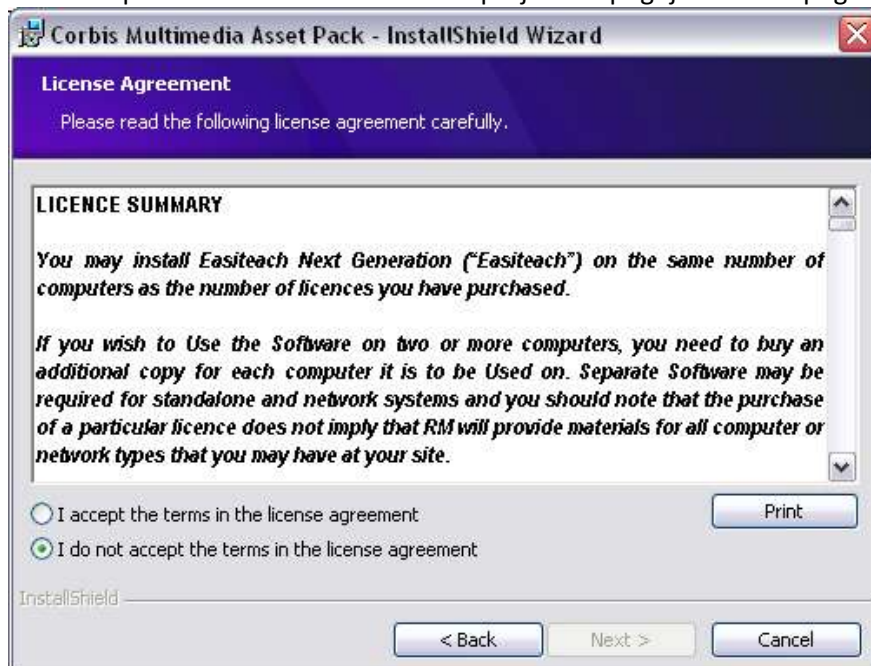 Corbis Multimedia Asset Pack - InstallShield Wizard
License Agreement
Please read the following license agreement carefully.
LICENCE SUMMARY
You may install Easiteach Next Generation ("Easiteach") on the same number of
computers as the number of licences you have purchased.
If you wish to Use the Software on two or more computers, you need to buy an
additional copy for each computer it is to be Used on. Separate Software may be
required for standalone and network systems and you should note that the purchase
of a particular licence does not imply that RM will provide materials for all computer or
network types that you may have at your site.
I accept the terms in the license agreement
Print
I do not accept the terms in the license agreement
InstallShield
< Back
Next >
Cancel